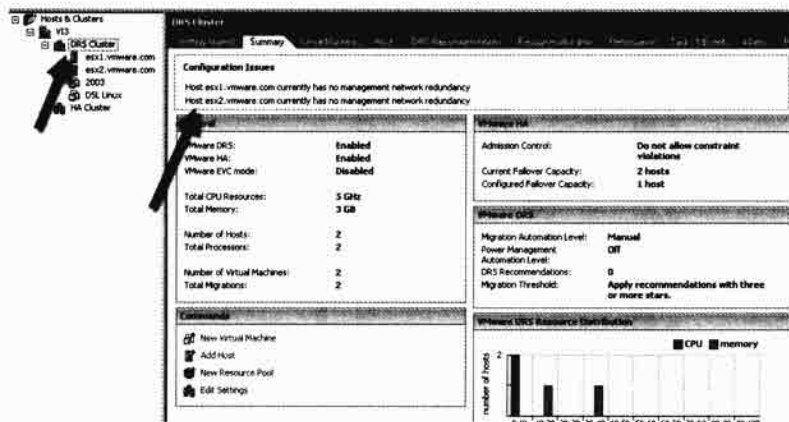 Hosts & Clusters
VI3
DRS Cluster
esx1.vmware.com
esx2.vmware.com
2003
DSL Linux
HA Cluster
DRS Cluster
Summary
Configuration Issues
Host esx1.vmware.com currently has no management network redundancy
Host esx2.vmware.com currently has no management network redundancy
VMware DRS: Enabled
VMware HA: Enabled
VMware EVC mode: Disabled
Total CPU Resources: 5 GHz
Total Memory: 3 GB
Number of Hosts: 2
Total Processors: 2
Number of Virtual Machines: 2
Total Migrations: 2
Commands
New Virtual Machine
Add Host
New Resource Pool
Edit Settings
VMware HA
Admission Control: Do not allow constraint
violations
Current Failover Capacity: 2 hosts
Configured Failover Capacity: 1 host
VMware DRS
Migration Automation Level: Manual
Power Management Off
Automation Level:
DRS Recommendations: 0
Migration Threshold: Apply recommendations with three
or more stars.
VMware DRS Resource Distribution
CPU memory
number of hosts
2